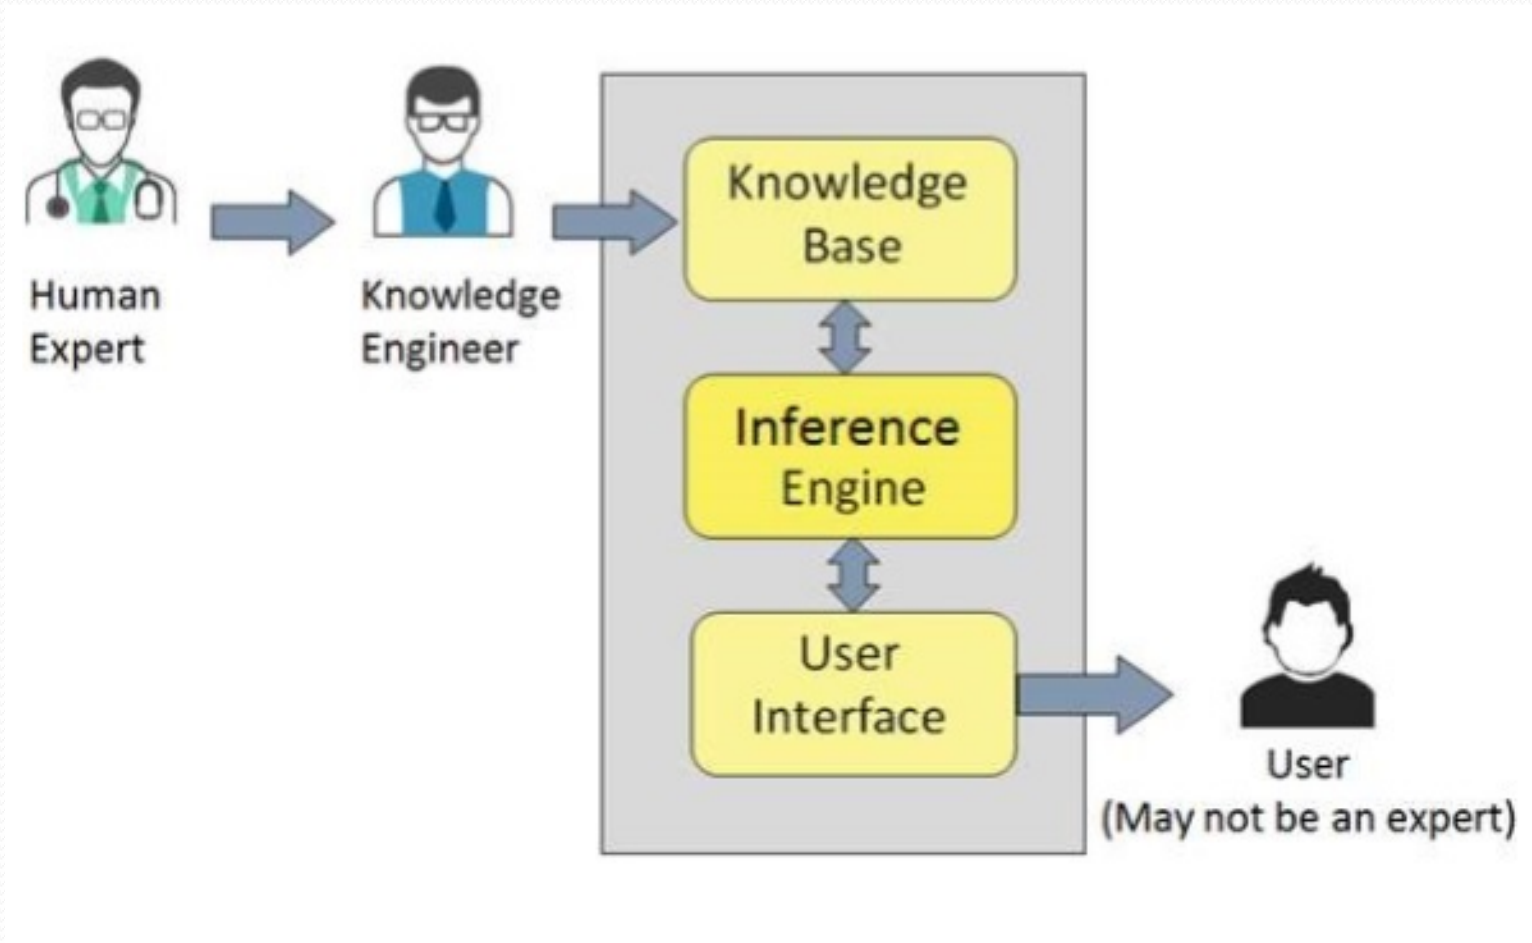 Human
Expert
Knowledge
Engineer
Knowledge
Base
Inference
Engine
User
Interface
User
(May not be an expert)